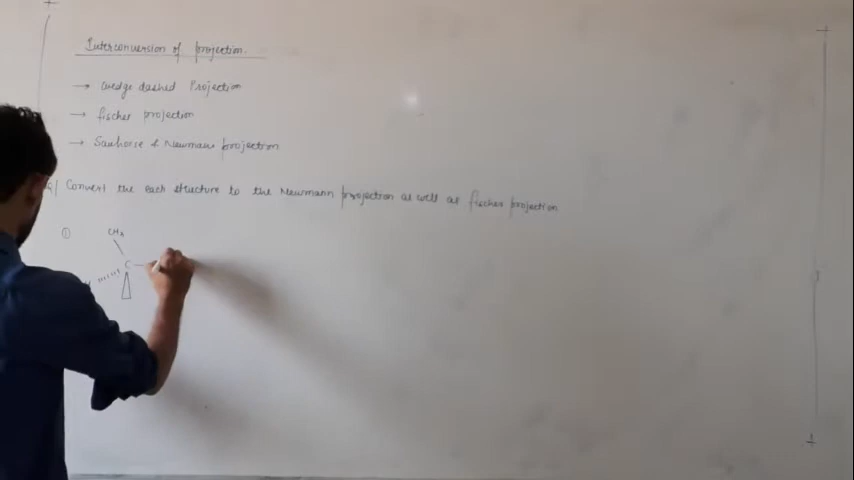 Interconversion of projection.
→ wedge dashed Projection
→ fischer projection
→ Sawhorse & Newmann projection
Q/ Convert the each structure to the Newmann projection as well as fischer projection
①
CH₃
C